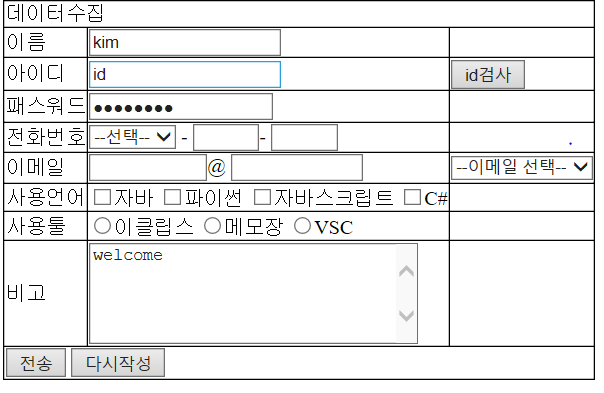 데이터수집
이름 kim
아이디 id id검사
패스워드 ●●●●●●●●
전화번호 --선택-- - -
이메일 @ --이메일 선택--
사용언어 자바 파이썬 자바스크립트 C#
사용툴 이클립스 메모장 VSC
비고 welcome
전송 다시작성